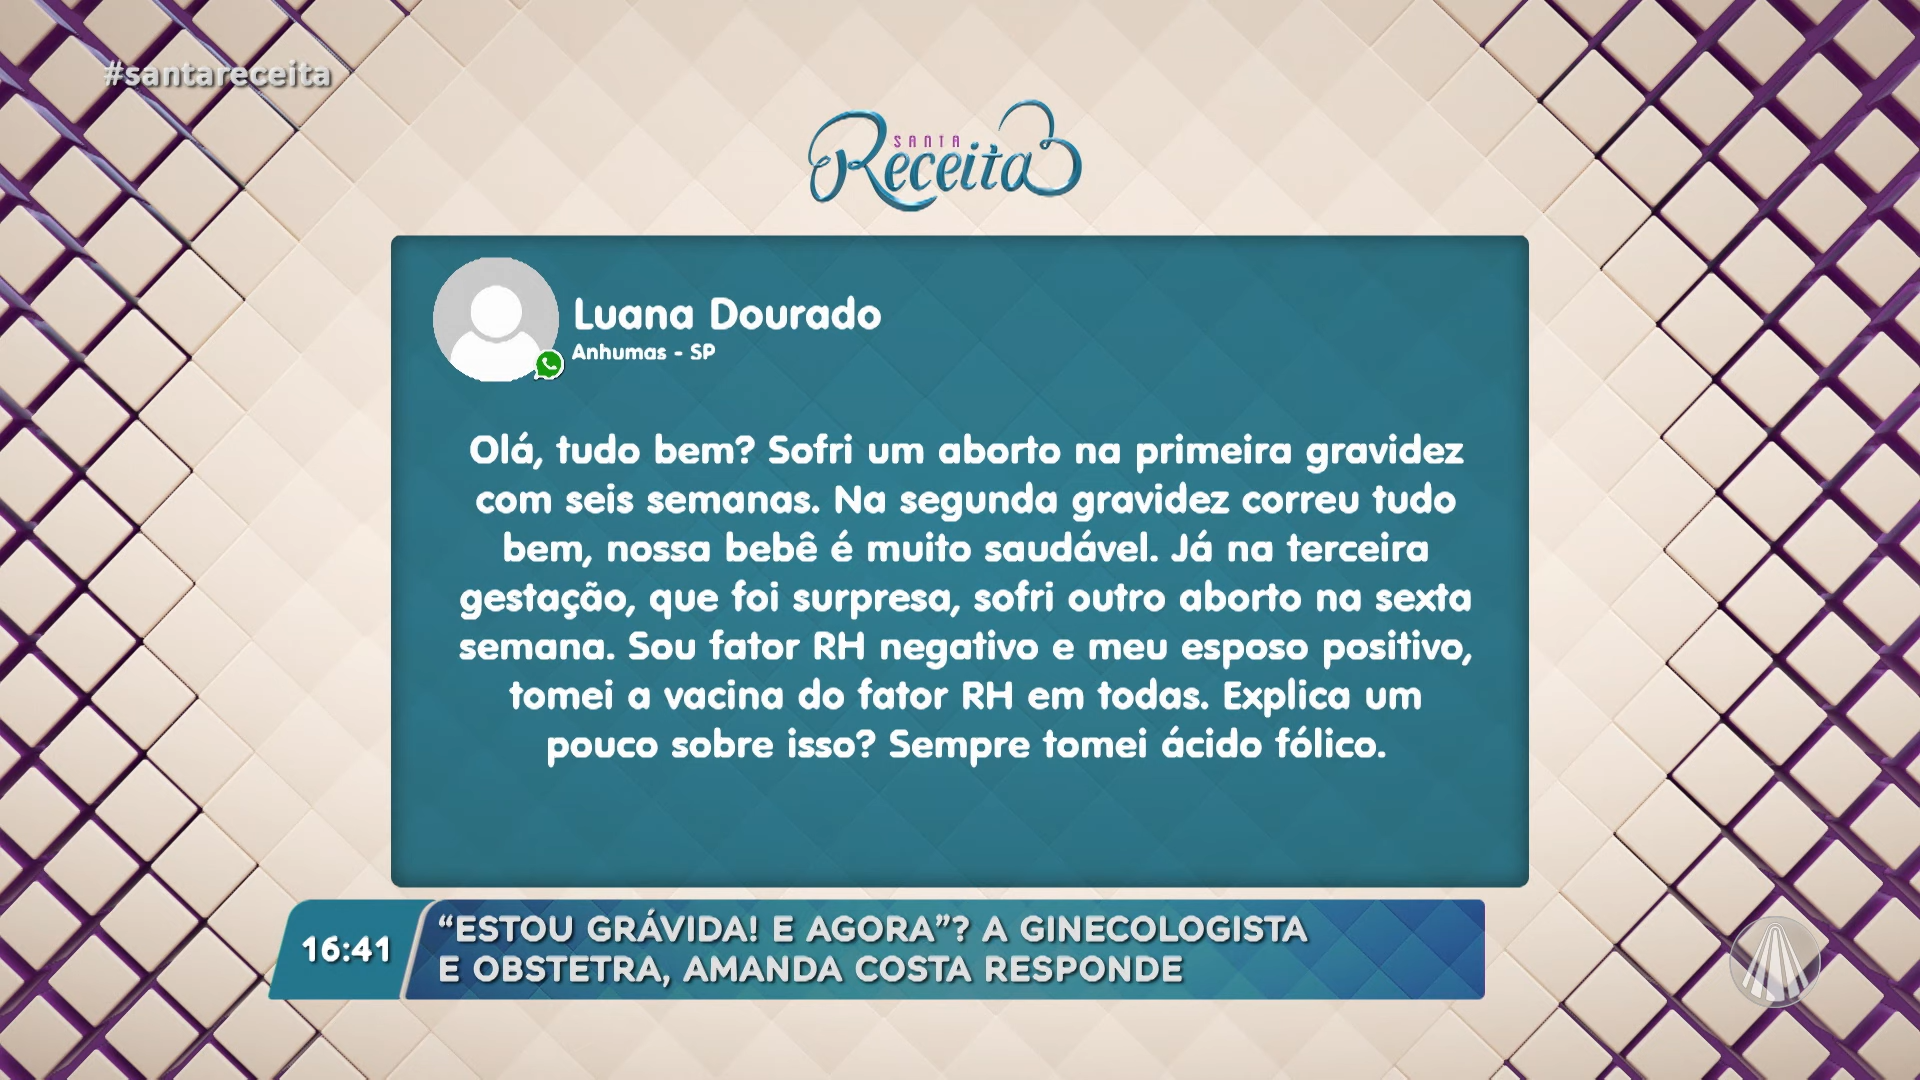 #santareceita
SANTA
Receita
Luana Dourado
Anhumas - SP
Olá, tudo bem? Sofri um aborto na primeira gravidez
com seis semanas. Na segunda gravidez correu tudo
bem, nossa bebê é muito saudável. Já na terceira
gestação, que foi surpresa, sofri outro aborto na sexta
semana. Sou fator RH negativo e meu esposo positivo,
tomei a vacina do fator RH em todas. Explica um
pouco sobre isso? Sempre tomei ácido fólico.
16:41
“ESTOU GRÁVIDA! E AGORA”? A GINECOLOGISTA
E OBSTETRA, AMANDA COSTA RESPONDE